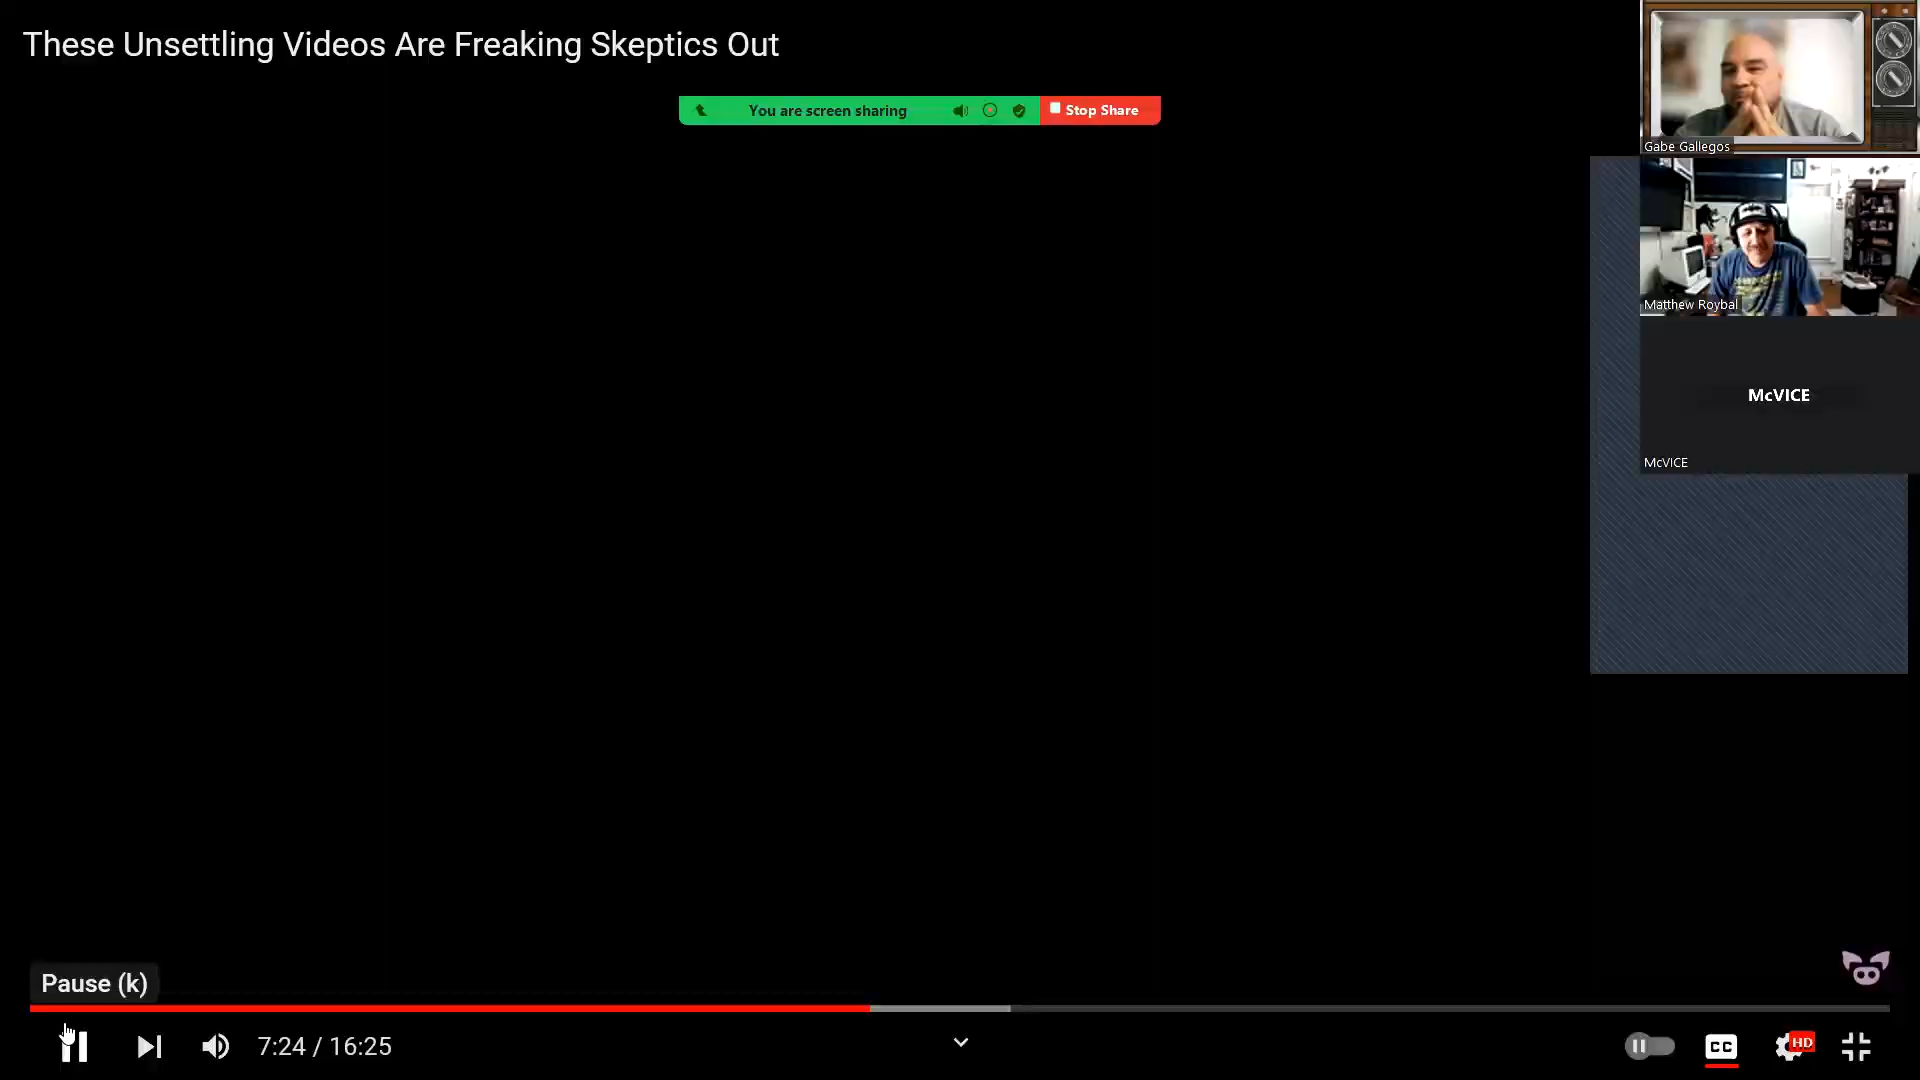 These Unsettling Videos Are Freaking Skeptics Out
You are screen sharing
Stop Share
Gabe Gallegos
Matthew Roybal
McVICE
McVICE
Pause (k)
7:24 / 16:25
CC
HD